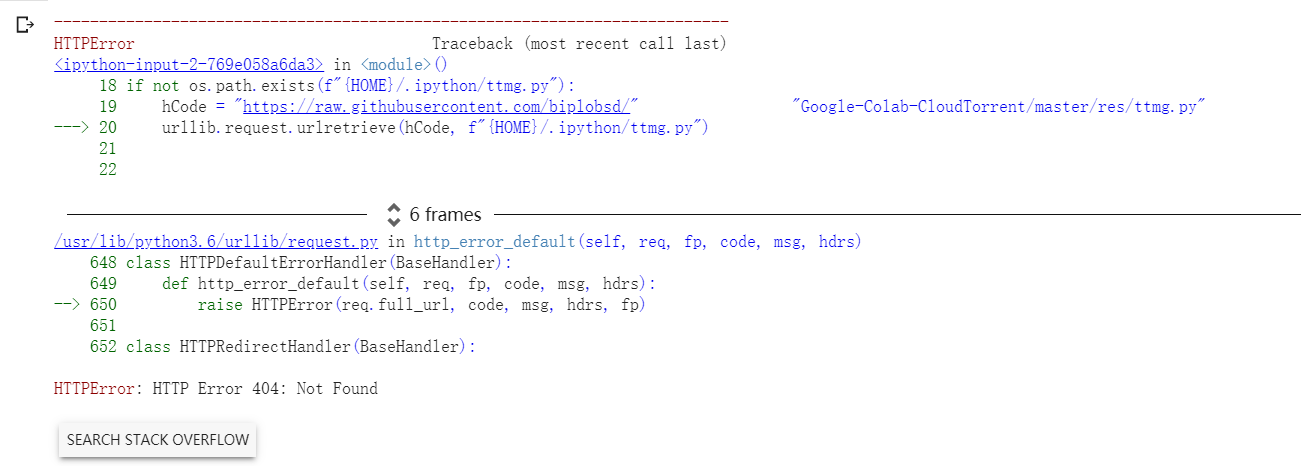 ---------------------------------------------------------------------------
HTTPError                                 Traceback (most recent call last)
<ipython-input-2-769e058a6da3> in <module>()
     18 if not os.path.exists(f"{HOME}/.ipython/ttmg.py"):
     19     hCode = "https://raw.githubusercontent.com/biplobsd/"                 "Google-Colab-CloudTorrent/master/res/ttmg.py"
---> 20     urllib.request.urlretrieve(hCode, f"{HOME}/.ipython/ttmg.py")
     21
     22
6 frames
/usr/lib/python3.6/urllib/request.py in http_error_default(self, req, fp, code, msg, hdrs)
    648 class HTTPDefaultErrorHandler(BaseHandler):
    649     def http_error_default(self, req, fp, code, msg, hdrs):
--> 650         raise HTTPError(req.full_url, code, msg, hdrs, fp)
    651
    652 class HTTPRedirectHandler(BaseHandler):
HTTPError: HTTP Error 404: Not Found
SEARCH STACK OVERFLOW